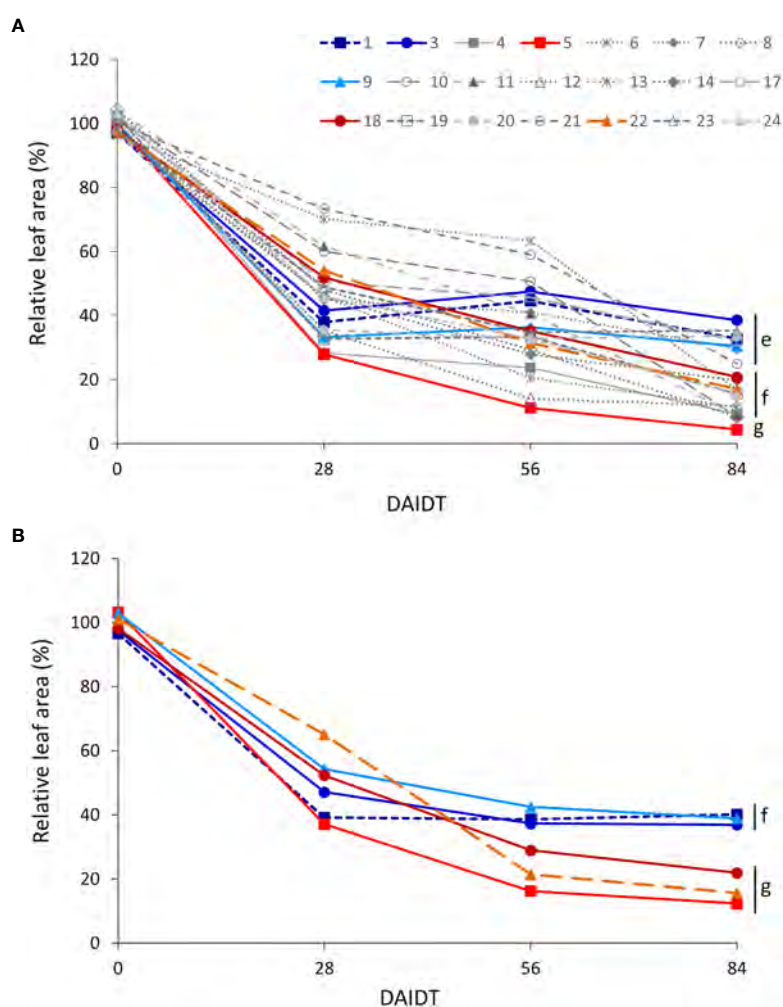 A
120
100
80
60
40
20
0
Relative leaf area (%)
1 3 4 5 6 7 8
9 10 11 12 13 14 17
18 19 20 21 22 23 24
e
f
g
0 28 56 84
DAIDT
B
120
100
80
60
40
20
0
Relative leaf area (%)
f
g
0 28 56 84
DAIDT